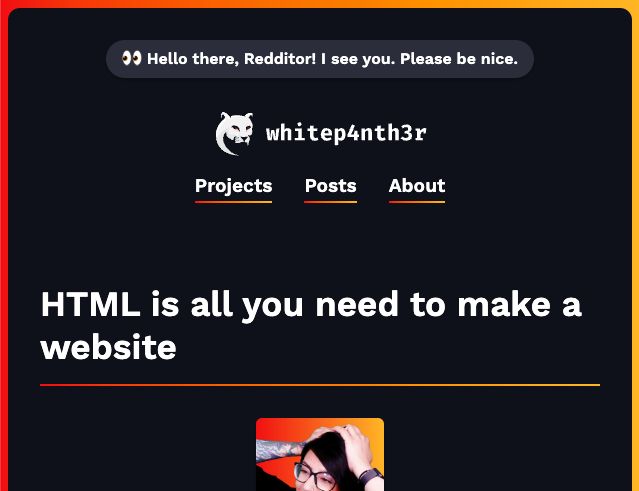 👀 Hello there, Redditor! I see you. Please be nice.
whitep4nth3r
Projects Posts About
HTML is all you need to make a
website